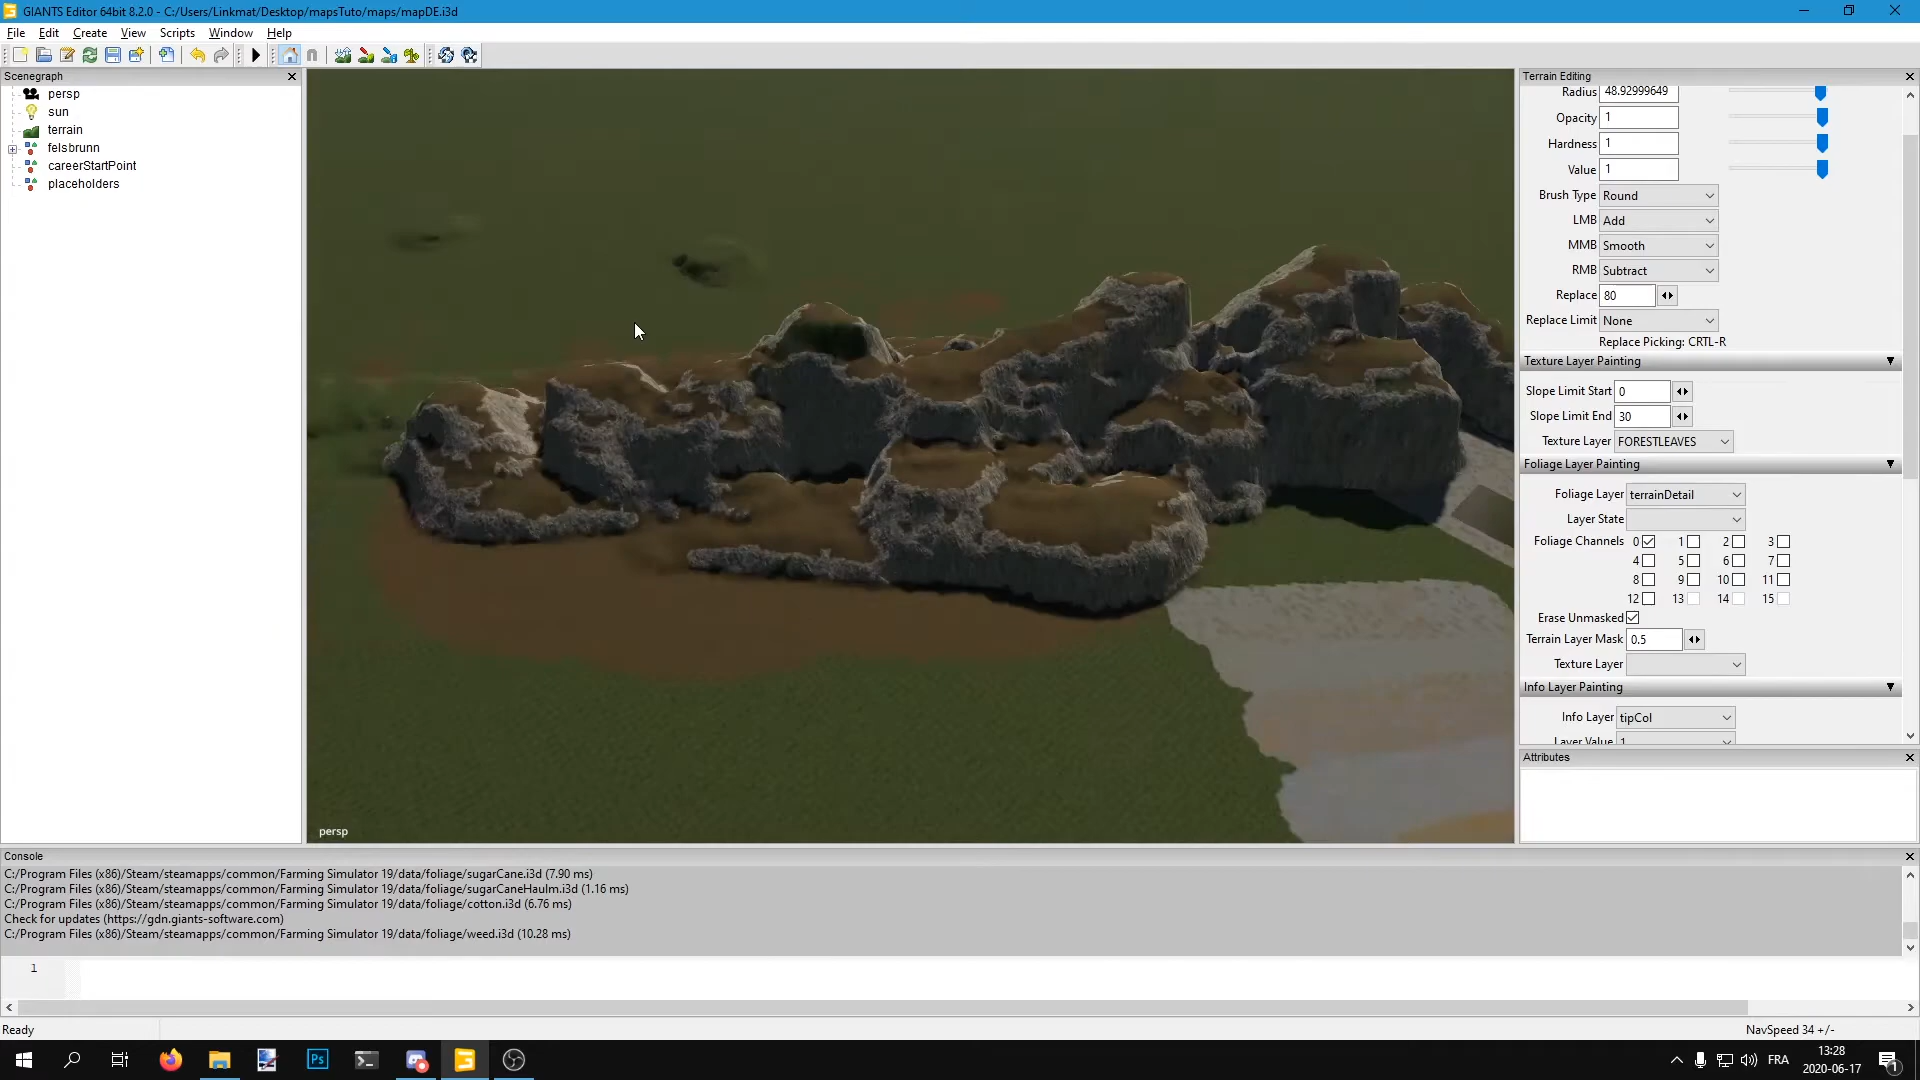 GIANTS Editor 64bit 8.2.0 - C:/Users/Linkmat/Desktop/mapsTuto/maps/mapDE.i3d
File Edit Create View Scripts Window Help
Scenegraph
persp
sun
terrain
felsbrunn
careerStartPoint
placeholders
persp
Terrain Editing
Radius 48.92999649
Opacity 1
Hardness 1
Value 1
Brush Type Round
LMB Add
MMB Smooth
RMB Subtract
Replace 80
Replace Limit None
Replace Picking: CRTL-R
Texture Layer Painting
Slope Limit Start 0
Slope Limit End 30
Texture Layer FORESTLEAVES
Foliage Layer Painting
Foliage Layer terrainDetail
Layer State
Foliage Channels 0 1 2 3
4 5 6 7
8 9 10 11
12 13 14 15
Erase Unmasked
Terrain Layer Mask 0.5
Texture Layer
Info Layer Painting
Info Layer tipCol
Layer Value 1
Attributes
Console
C:/Program Files (x86)/Steam/steamapps/common/Farming Simulator 19/data/foliage/sugarCane.i3d (7.90 ms)
C:/Program Files (x86)/Steam/steamapps/common/Farming Simulator 19/data/foliage/sugarCaneHaulm.i3d (1.16 ms)
C:/Program Files (x86)/Steam/steamapps/common/Farming Simulator 19/data/foliage/cotton.i3d (6.76 ms)
Check for updates (https://gdn.giants-software.com)
C:/Program Files (x86)/Steam/steamapps/common/Farming Simulator 19/data/foliage/weed.i3d (10.28 ms)
1
Ready
NavSpeed 34 +/-
Ps
FRA
13:28
2020-06-17
1